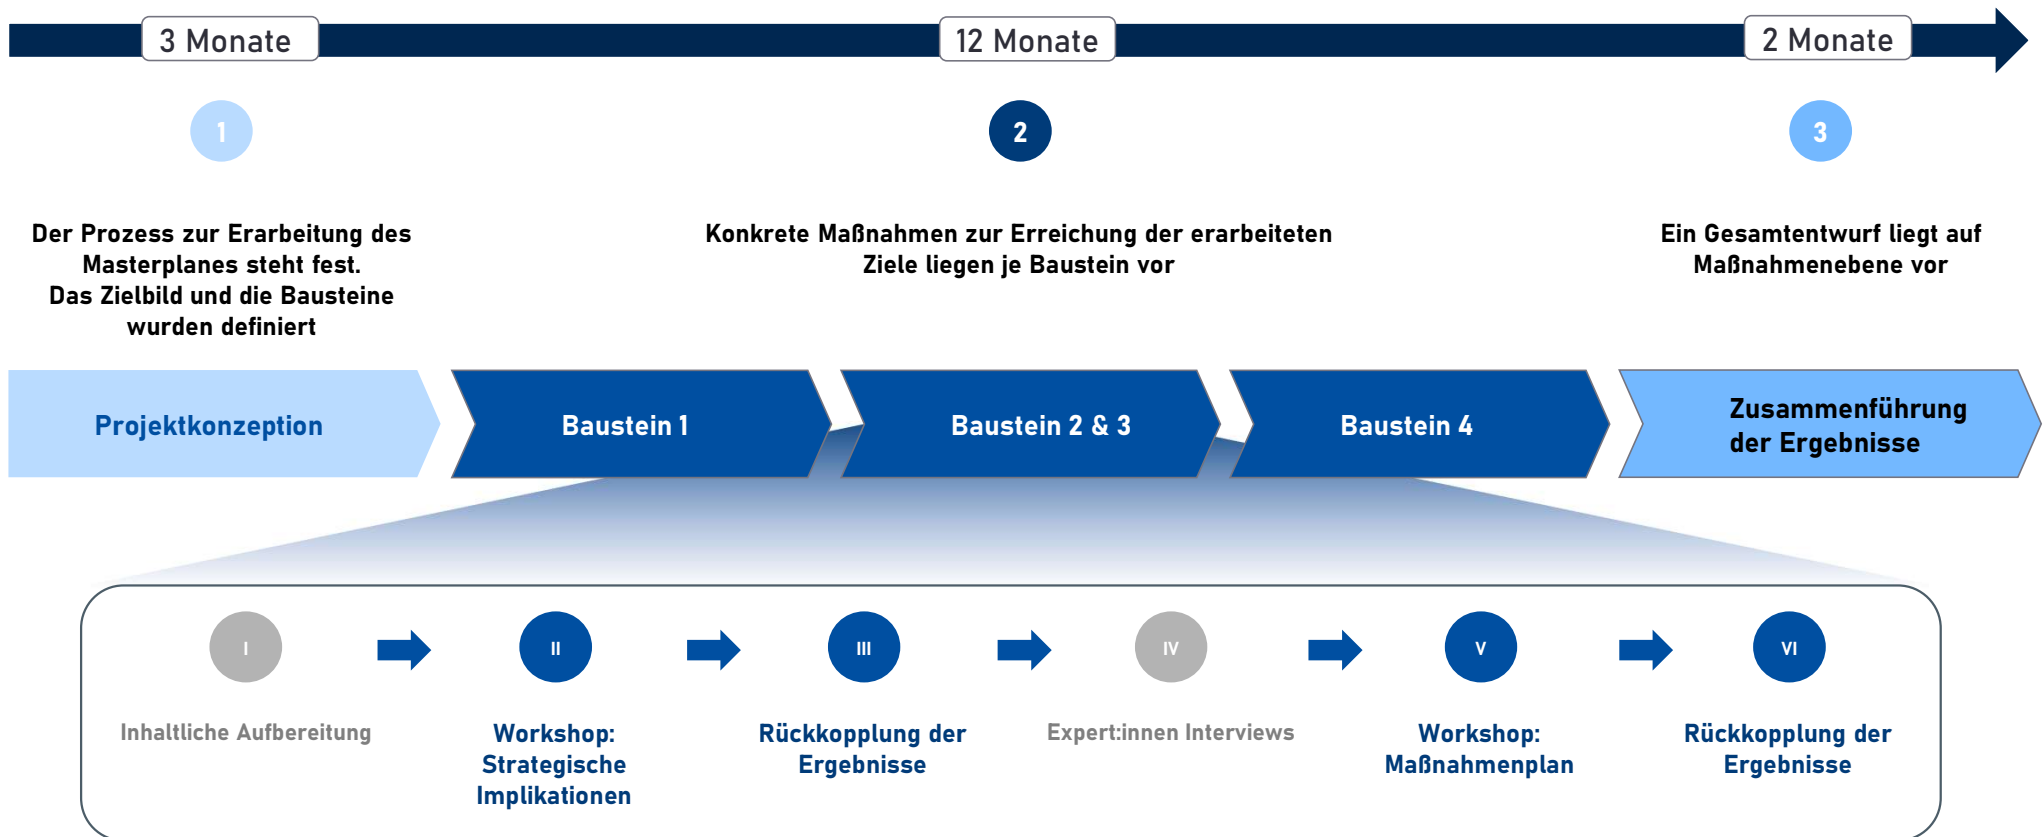 3 Monate
12 Monate
2 Monate
1
2
3
Der Prozess zur Erarbeitung des
Masterplanes steht fest.
Das Zielbild und die Bausteine
wurden definiert
Konkrete Maßnahmen zur Erreichung der erarbeiteten
Ziele liegen je Baustein vor
Ein Gesamtentwurf liegt auf
Maßnahmenebene vor
Projektkonzeption
Baustein 1
Baustein 2 & 3
Baustein 4
Zusammenführung
der Ergebnisse
I
II
III
IV
V
VI
Inhaltliche Aufbereitung
Workshop:
Strategische
Implikationen
Rückkopplung der
Ergebnisse
Expert:innen Interviews
Workshop:
Maßnahmenplan
Rückkopplung der
Ergebnisse